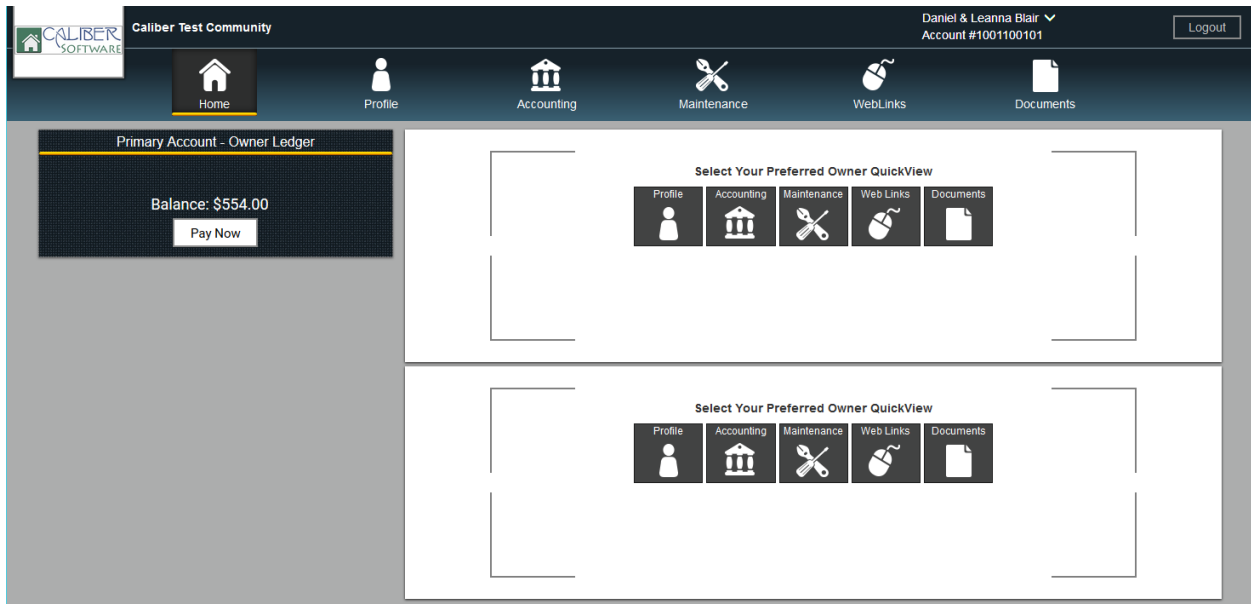 CALIBER
SOFTWARE
Caliber Test Community
Daniel & Leanna Blair
Account #1001100101
Logout
Home
Profile
Accounting
Maintenance
WebLinks
Documents
Primary Account - Owner Ledger
Balance: $554.00
Pay Now
Select Your Preferred Owner QuickView
Profile
Accounting
Maintenance
Web Links
Documents
Select Your Preferred Owner QuickView
Profile
Accounting
Maintenance
Web Links
Documents